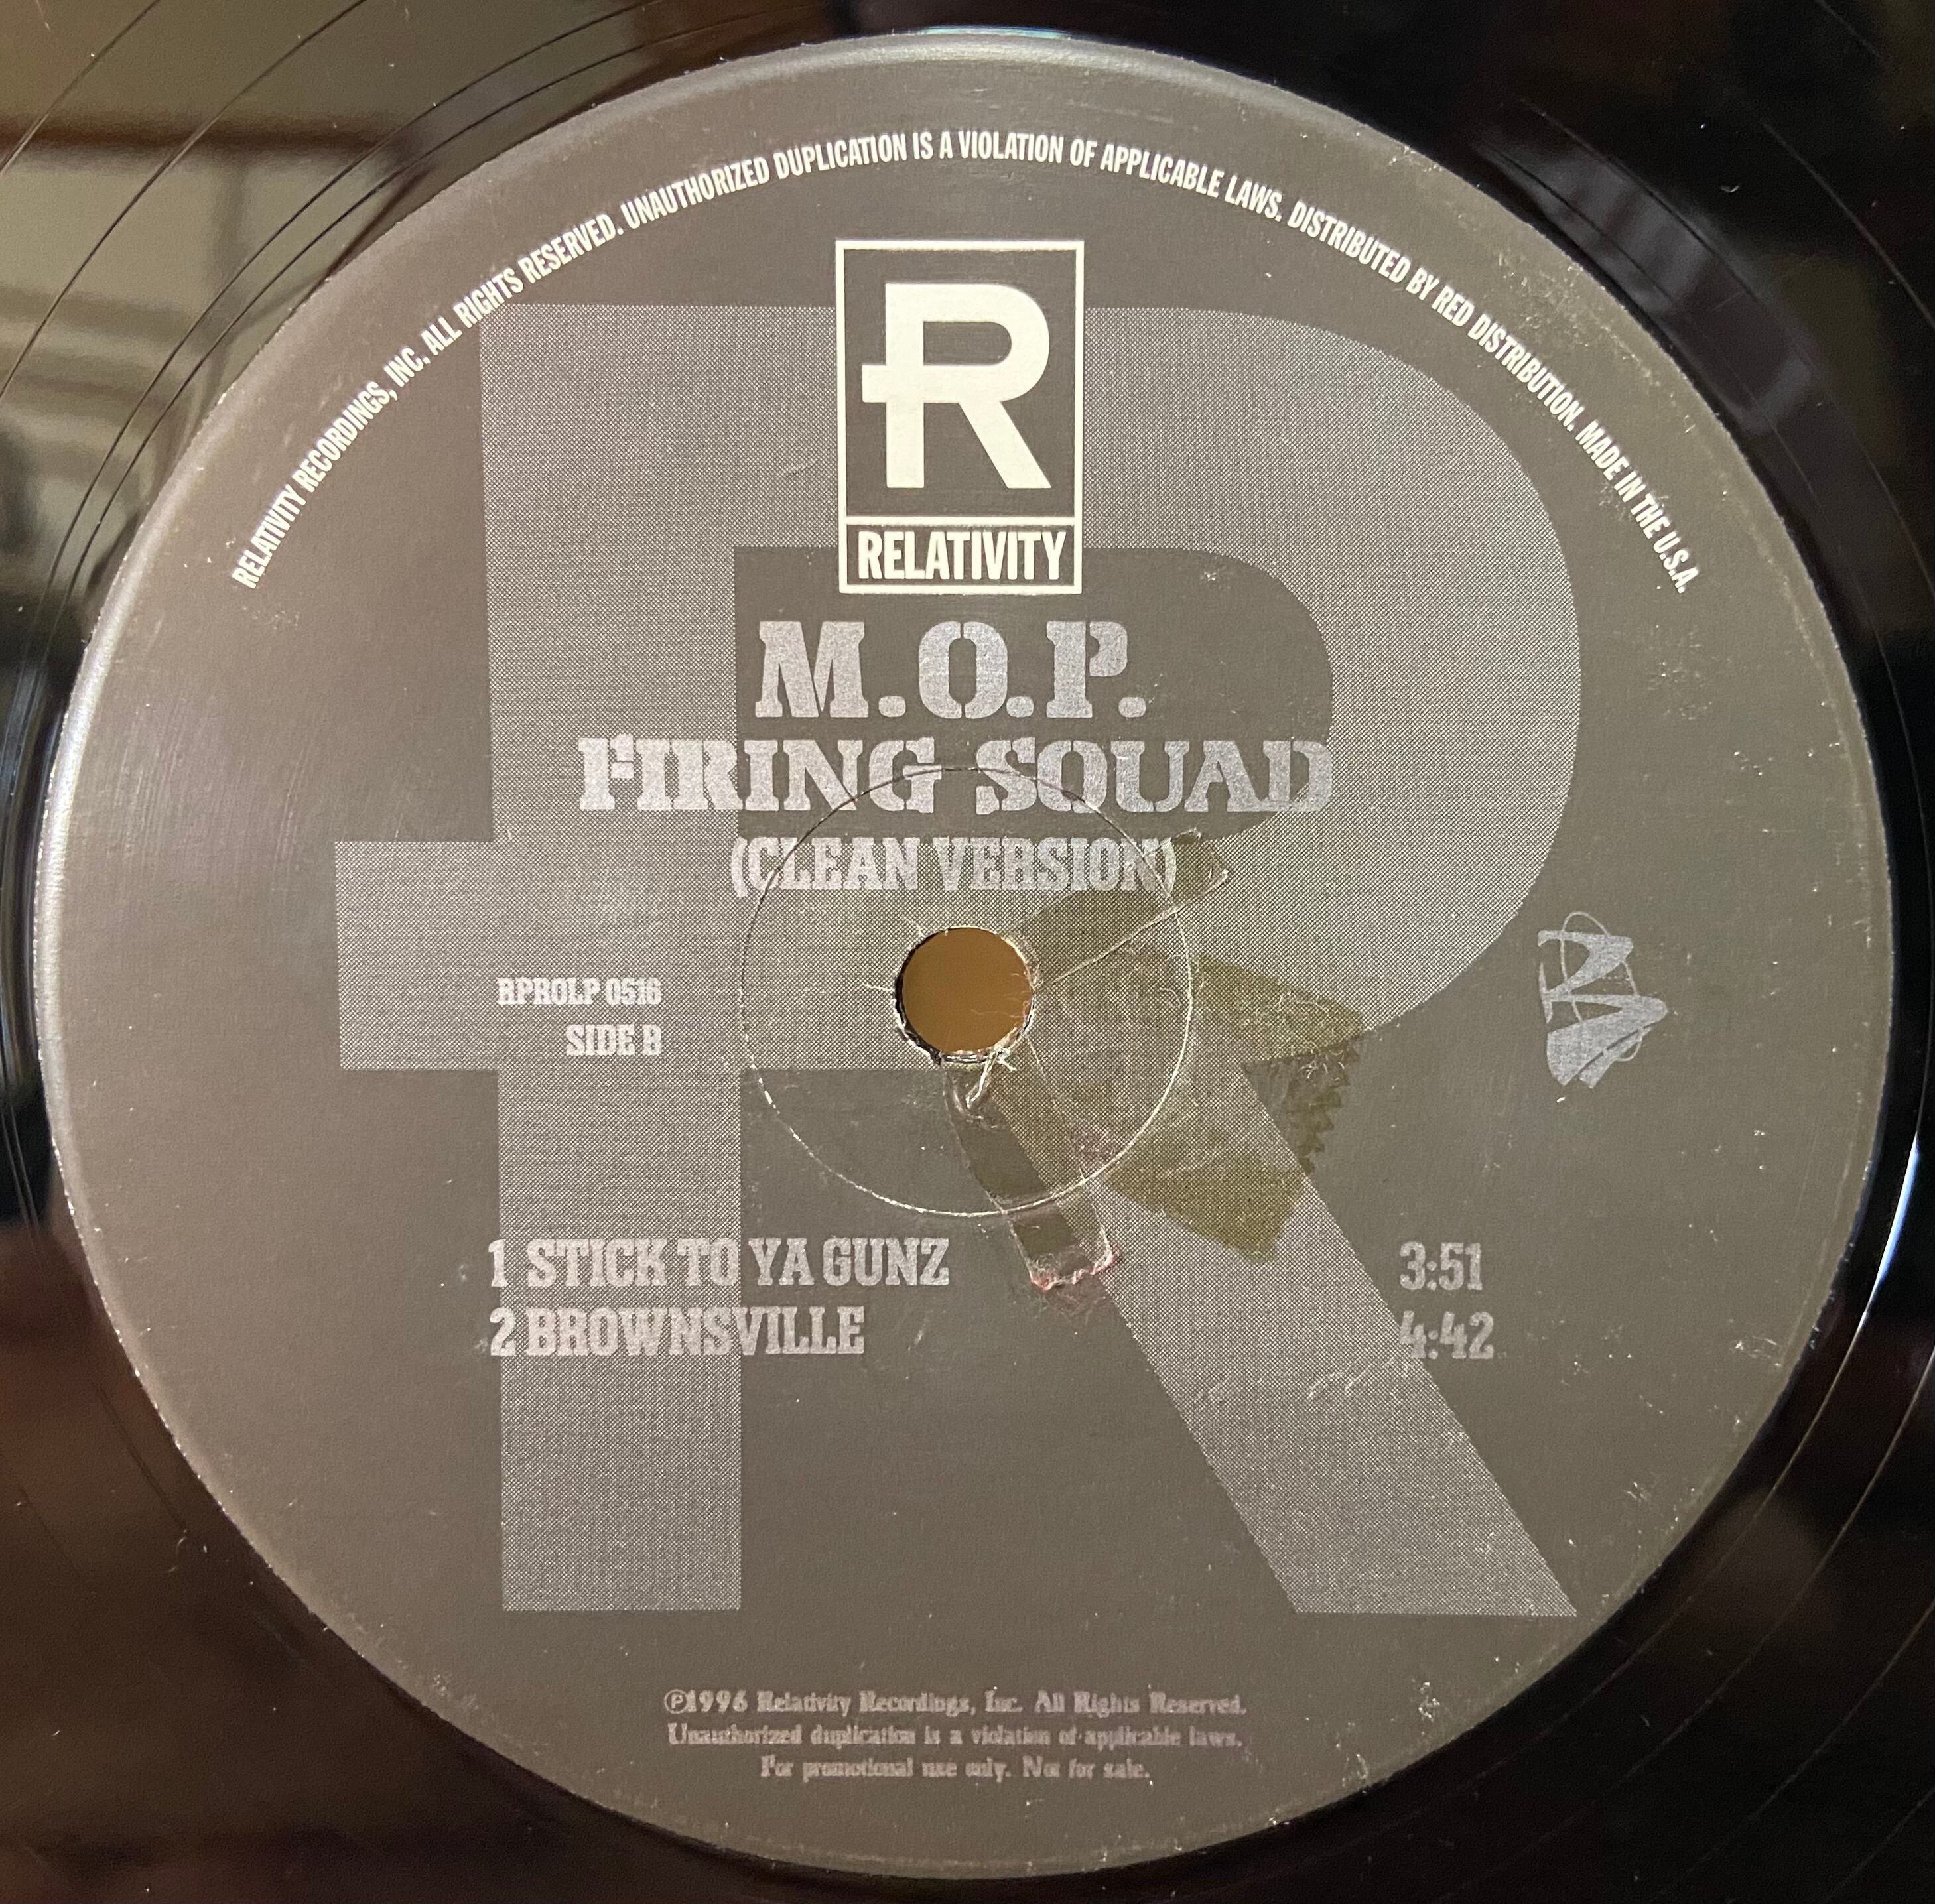 RELATIVITY RECORDINGS, INC. ALL RIGHTS RESERVED. UNAUTHORIZED DUPLICATION IS A VIOLATION OF APPLICABLE LAWS. DISTRIBUTED BY RED DISTRIBUTION. MADE IN THE U.S.A.
R
RELATIVITY
M.O.P.
FIRING SQUAD
(CLEAN VERSION)
RPROLP 0516
SIDE B
1 STICK TO YA GUNZ 3:51
2 BROWNSVILLE 4:42
℗1996 Relativity Recordings, Inc. All Rights Reserved.
Unauthorized duplication is a violation of applicable laws.
For promotional use only. Not for sale.